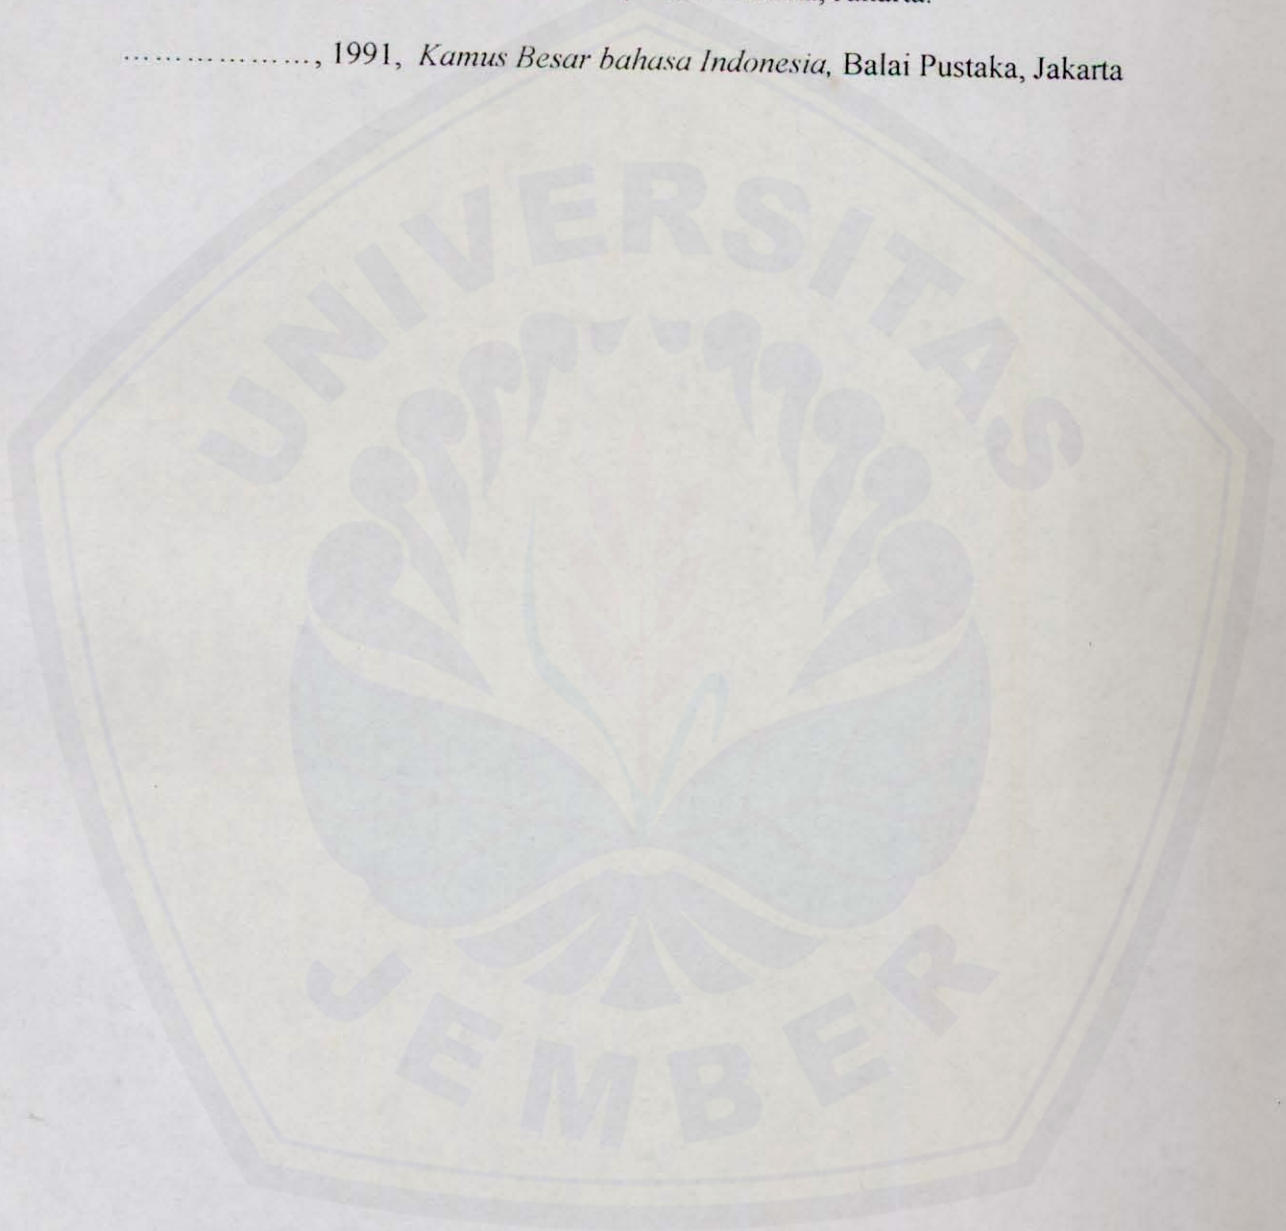 ..................., 1991, Kamus Besar bahasa Indonesia, Balai Pustaka, Jakarta
UNIVERSITAS
JEMBER